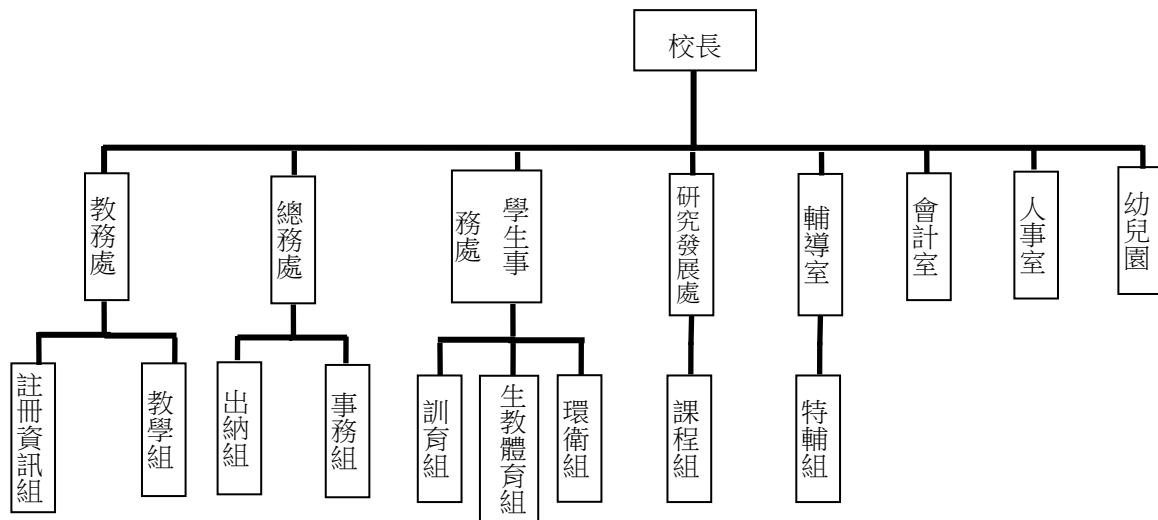 校長
教務處
總務處
學生事
務處
研究發展處
輔導室
會計室
人事室
幼兒園
註冊資訊組
教學組
出納組
事務組
訓育組
生教體育組
環衛組
課程組
特輔組